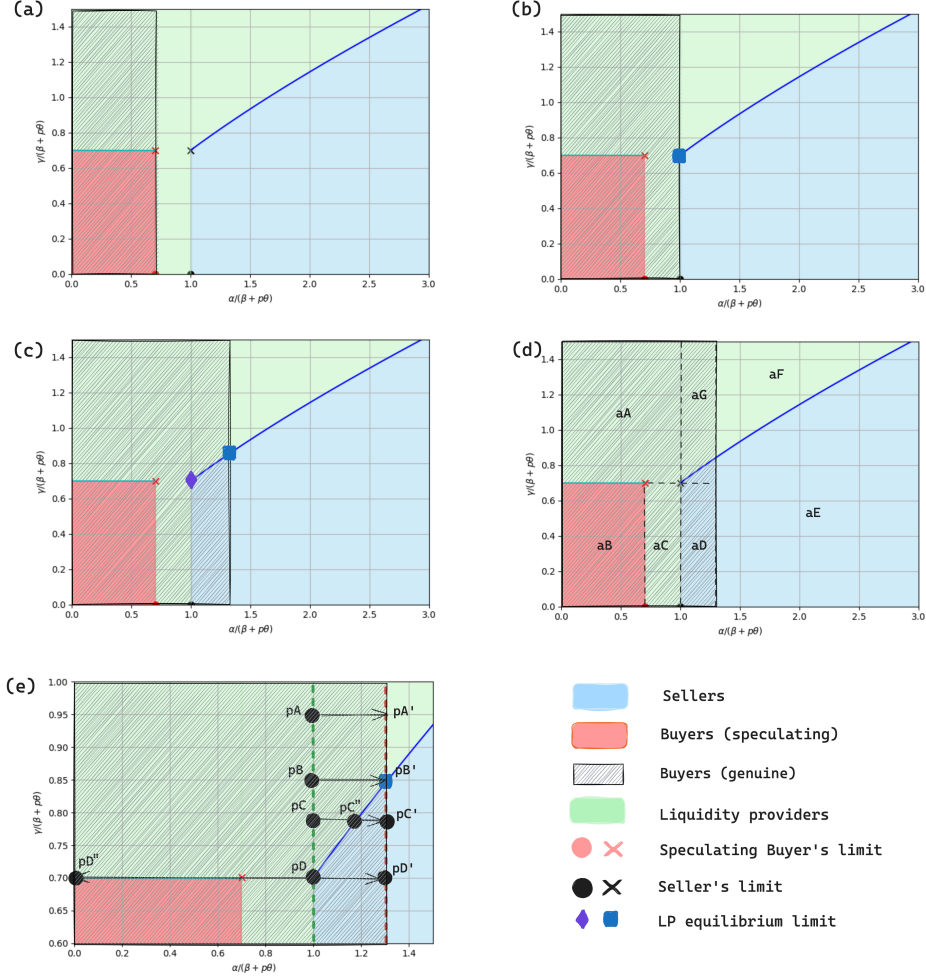 (a)
1.4
1.2
1.0
0.8
0.6
0.4
0.2
0.0
γ/(β + pθ)
0.0 0.5 1.0 1.5 2.0 2.5 3.0
α/(β + pθ)
(b)
1.4
1.2
1.0
0.8
0.6
0.4
0.2
0.0
γ/(β + pθ)
0.0 0.5 1.0 1.5 2.0 2.5 3.0
α/(β + pθ)
(c)
1.4
1.2
1.0
0.8
0.6
0.4
0.2
0.0
γ/(β + pθ)
0.0 0.5 1.0 1.5 2.0 2.5 3.0
α/(β + pθ)
(d)
1.4
1.2
1.0
0.8
0.6
0.4
0.2
0.0
γ/(β + pθ)
aF
aG
aA
aE
aB aC aD
0.0 0.5 1.0 1.5 2.0 2.5 3.0
α/(β + pθ)
(e)
1.00
0.95
0.90
0.85
0.80
0.75
0.70
0.65
0.60
γ/(β + pθ)
pA pA'
pB pB'
pC pC" pC'
pD" pD pD'
0.0 0.2 0.4 0.6 0.8 1.0 1.2 1.4
α/(β + pθ)
Sellers
Buyers (speculating)
Buyers (genuine)
Liquidity providers
Speculating Buyer's limit
Seller's limit
LP equilibrium limit